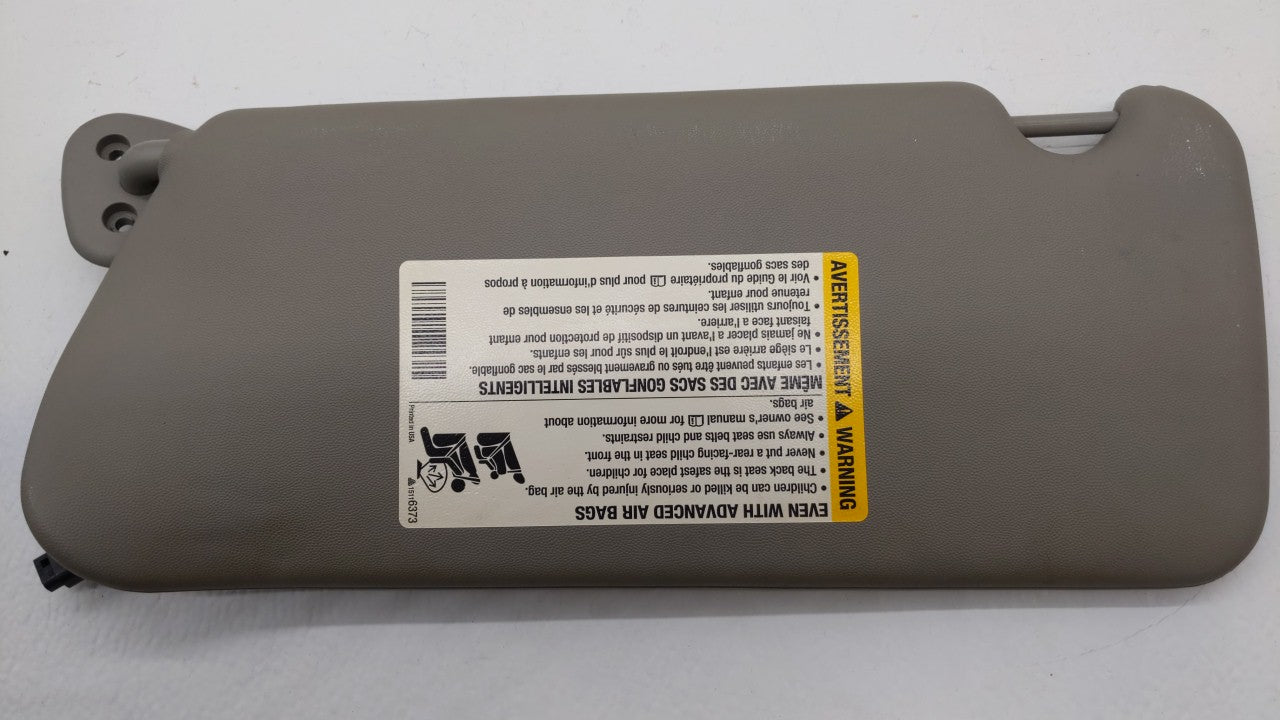 WARNING AVERTISSEMENT
EVEN WITH ADVANCED AIR BAGS
• Children can be killed or seriously injured by the air bag.
• The back seat is the safest place for children.
• Never put a rear-facing child seat in the front.
• Always use seat belts and child restraints.
• See owner's manual for more information about
air bags.
MÊME AVEC DES SACS GONFLABLES INTELLIGENTS
• Les enfants peuvent être tués ou gravement blessés par le sac gonflable.
• Le siège arrière est l'endroit le plus sûr pour les enfants.
• Ne jamais placer a l'avant un dispositif de protection pour enfant
faisant face a l'arriere.
• Toujours utiliser les ceintures de sécurité et les ensembles de
retenue pour enfant.
• Voir le Guide du propriétaire pour plus d'information à propos
des sacs gonflables.
15116373
Printed in USA